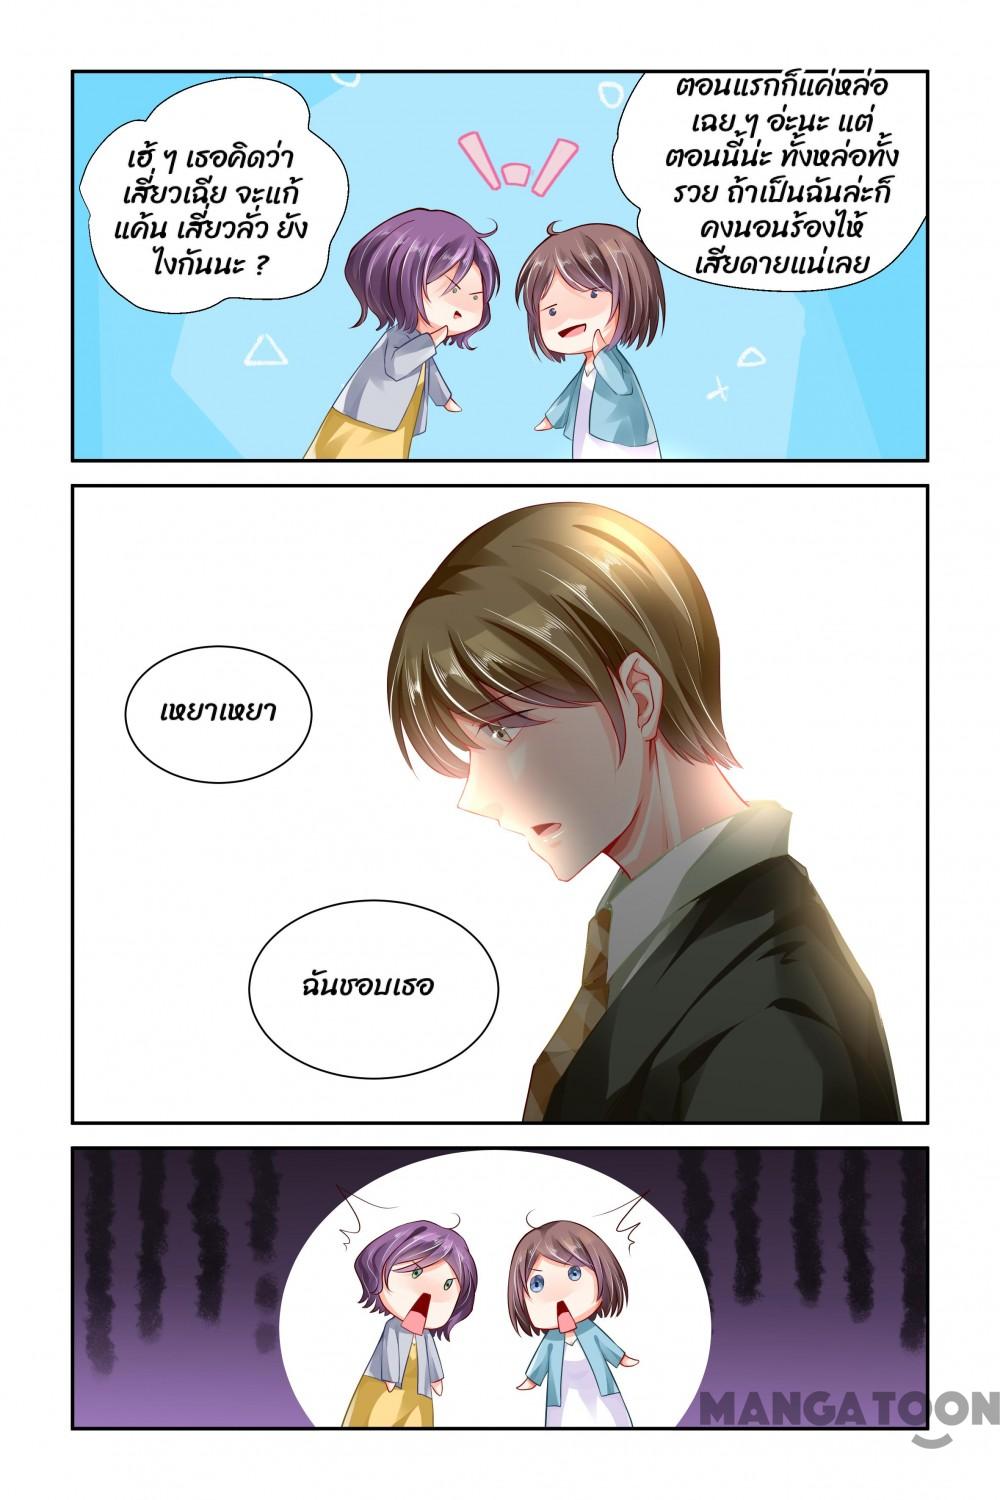 เฮ้ ๆ เธอคิดว่า
เสี่ยวเฉีย จะแก้
แค้น เสี่ยวลั่ว ยัง
ไงกันนะ ?
ตอนแรกก็แค่หล่อ
เฉย ๆ อ่ะนะ แต่
ตอนนี้น่ะ ทั้งหล่อทั้ง
รวย ถ้าเป็นฉันล่ะก็
คงนอนร้องไห้
เสียดายแน่เลย
เหยาเหยา
ฉันชอบเธอ
MANGATOON